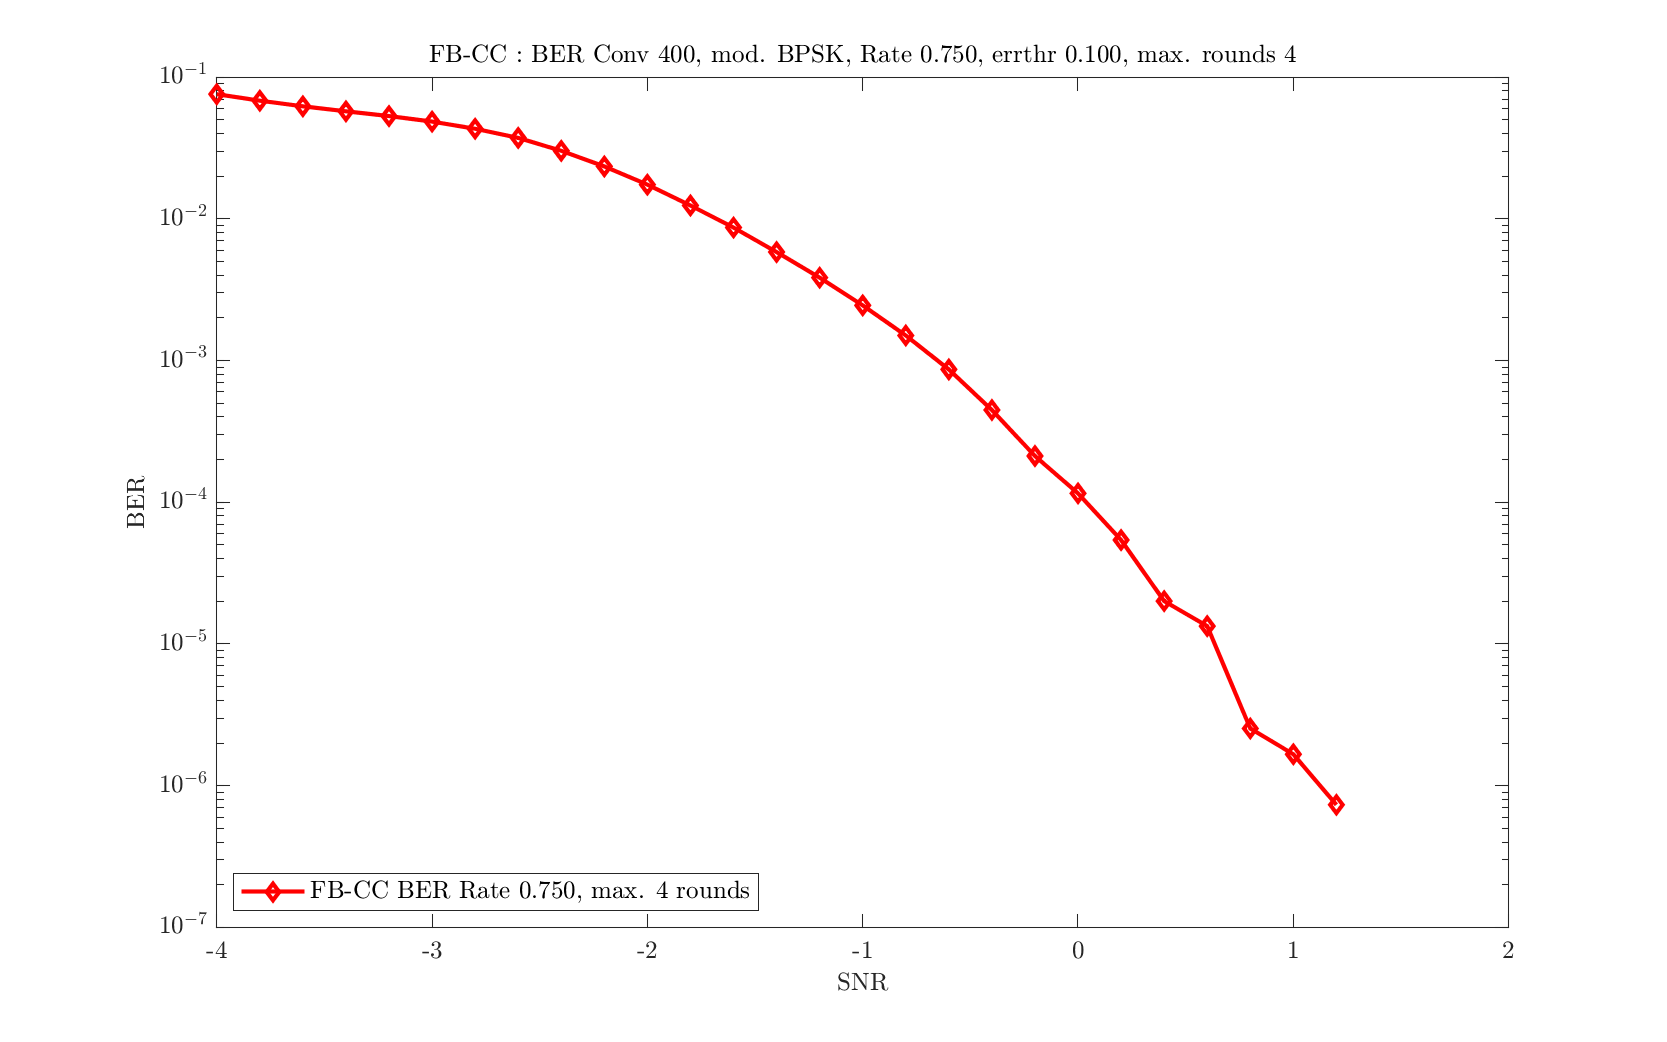 FB-CC : BER Conv 400, mod. BPSK, Rate 0.750, errthr 0.100, max. rounds 4
10^{-1}
10^{-2}
10^{-3}
10^{-4}
10^{-5}
10^{-6}
10^{-7}
BER
FB-CC BER Rate 0.750, max. 4 rounds
-4 -3 -2 -1 0 1 2
SNR